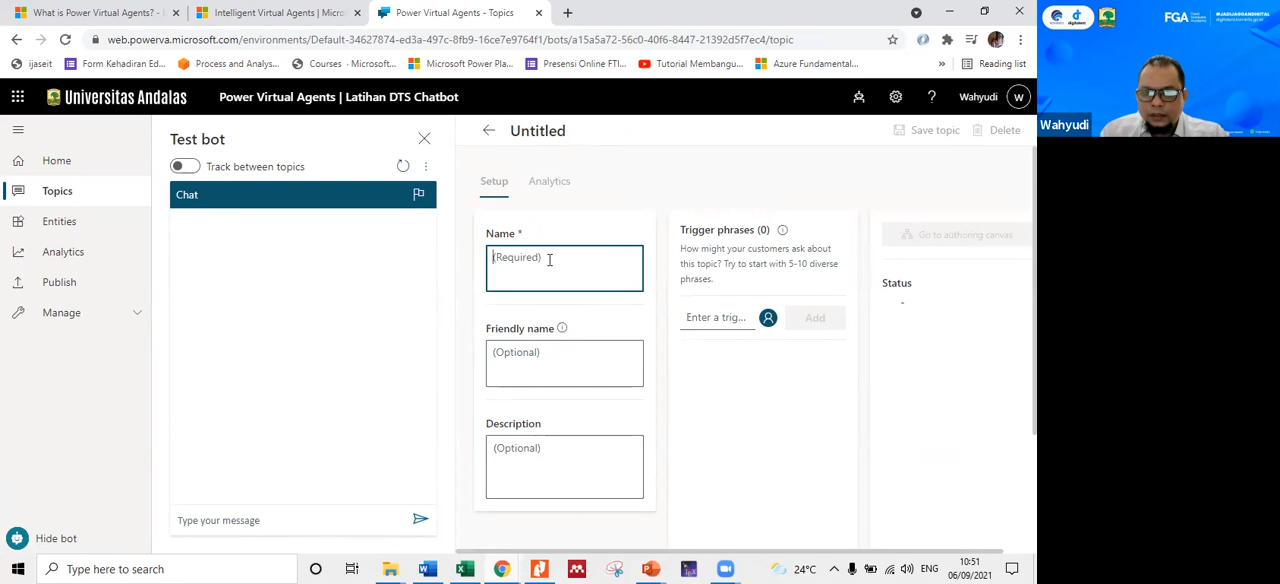 What is Power Virtual Agents? -
Intelligent Virtual Agents | Micro
Power Virtual Agents - Topics
web.powerva.microsoft.com/environments/Default-34627874-ed3a-497c-8fb9-16ce7e9764f1/bots/a15a5a72-56c0-40f6-8447-21392d5f7ec4/topic
ijaseit
Form Kehadiran Ed...
Process and Analys...
Courses - Microsoft...
Microsoft Power Pla...
Presensi Online FTI...
Tutorial Membangu...
Azure Fundamental...
»
Reading list
FGA
Wahyudi
Universitas Andalas
Power Virtual Agents | Latihan DTS Chatbot
?
Wahyudi
W
Home
Topics
Entities
Analytics
Publish
Manage
Hide bot
Test bot
Track between topics
Chat
Type your message
Untitled
Save topic
Delete
Setup
Analytics
Name *
(Required)
Friendly name
(Optional)
Description
(Optional)
Trigger phrases (0)
How might your customers ask about
this topic? Try to start with 5-10 diverse
phrases.
Enter a trig...
Add
Go to authoring canvas
Status
-
Type here to search
24°C
ENG
10:51
06/09/2021